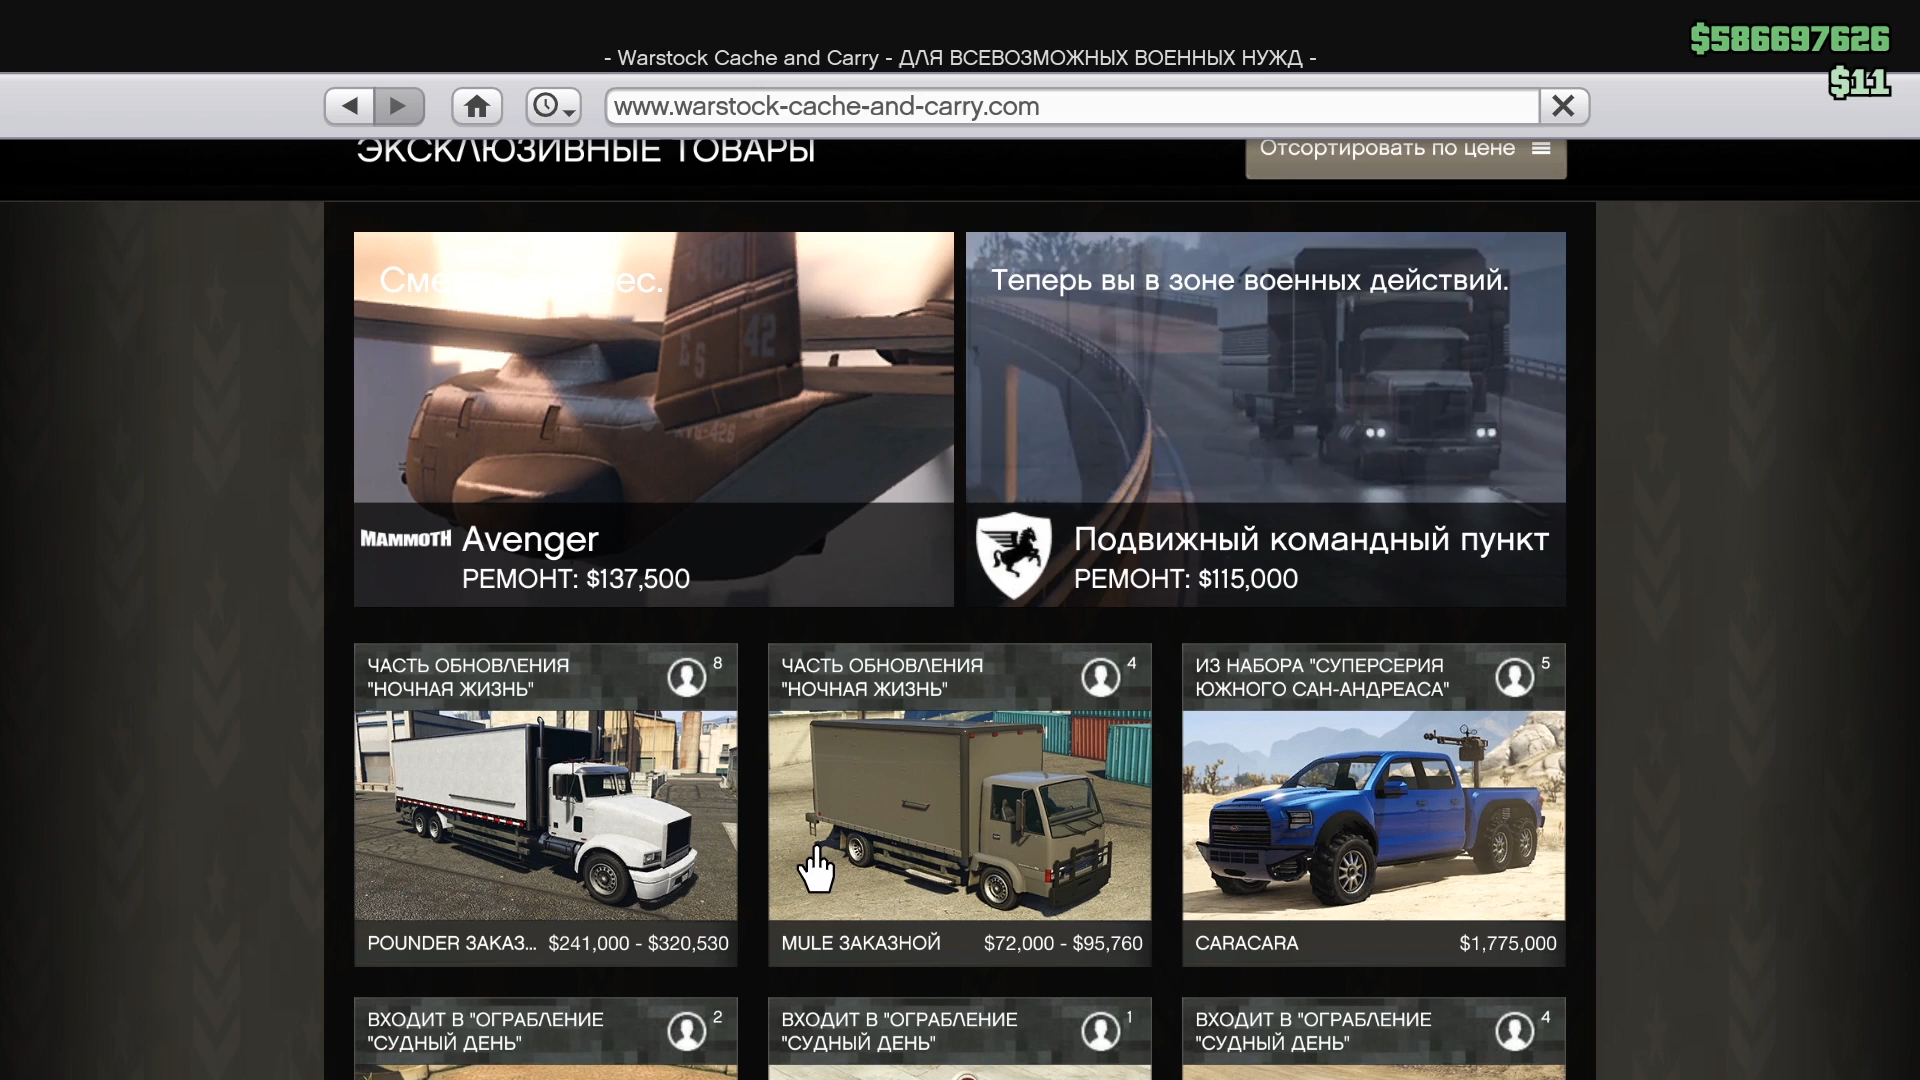 $586697626
- Warstock Cache and Carry - ДЛЯ ВСЕВОЗМОЖНЫХ ВОЕННЫХ НУЖД -
$11
www.warstock-cache-and-carry.com
ЭКСКЛЮЗИВНЫЕ ТОВАРЫ
Отсортировать по цене
Теперь вы в зоне военных действий.
42
E S
MAMMOTH
Avenger
РЕМОНТ: $137,500
Подвижный командный пункт
РЕМОНТ: $115,000
ЧАСТЬ ОБНОВЛЕНИЯ
"НОЧНАЯ ЖИЗНЬ"
8
POUNDER ЗАКАЗ... $241,000 - $320,530
ЧАСТЬ ОБНОВЛЕНИЯ
"НОЧНАЯ ЖИЗНЬ"
4
MULE ЗАКАЗНОЙ $72,000 - $95,760
ИЗ НАБОРА "СУПЕРСЕРИЯ
ЮЖНОГО САН-АНДРЕАСА"
5
CARACARA $1,775,000
ВХОДИТ В "ОГРАБЛЕНИЕ
"СУДНЫЙ ДЕНЬ"
2
ВХОДИТ В "ОГРАБЛЕНИЕ
"СУДНЫЙ ДЕНЬ"
1
ВХОДИТ В "ОГРАБЛЕНИЕ
"СУДНЫЙ ДЕНЬ"
4